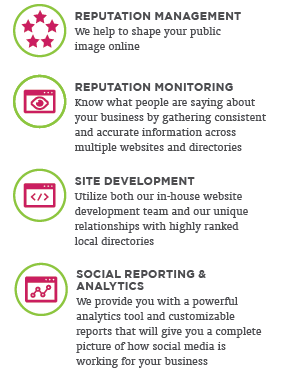 REPUTATION MANAGEMENT
We help to shape your public
image online
REPUTATION MONITORING
Know what people are saying about
your business by gathering consistent
and accurate information across
multiple websites and directories
SITE DEVELOPMENT
Utilize both our in-house website
development team and our unique
relationships with highly ranked
local directories
SOCIAL REPORTING &
ANALYTICS
We provide you with a powerful
analytics tool and customizable
reports that will give you a complete
picture of how social media is
working for your business